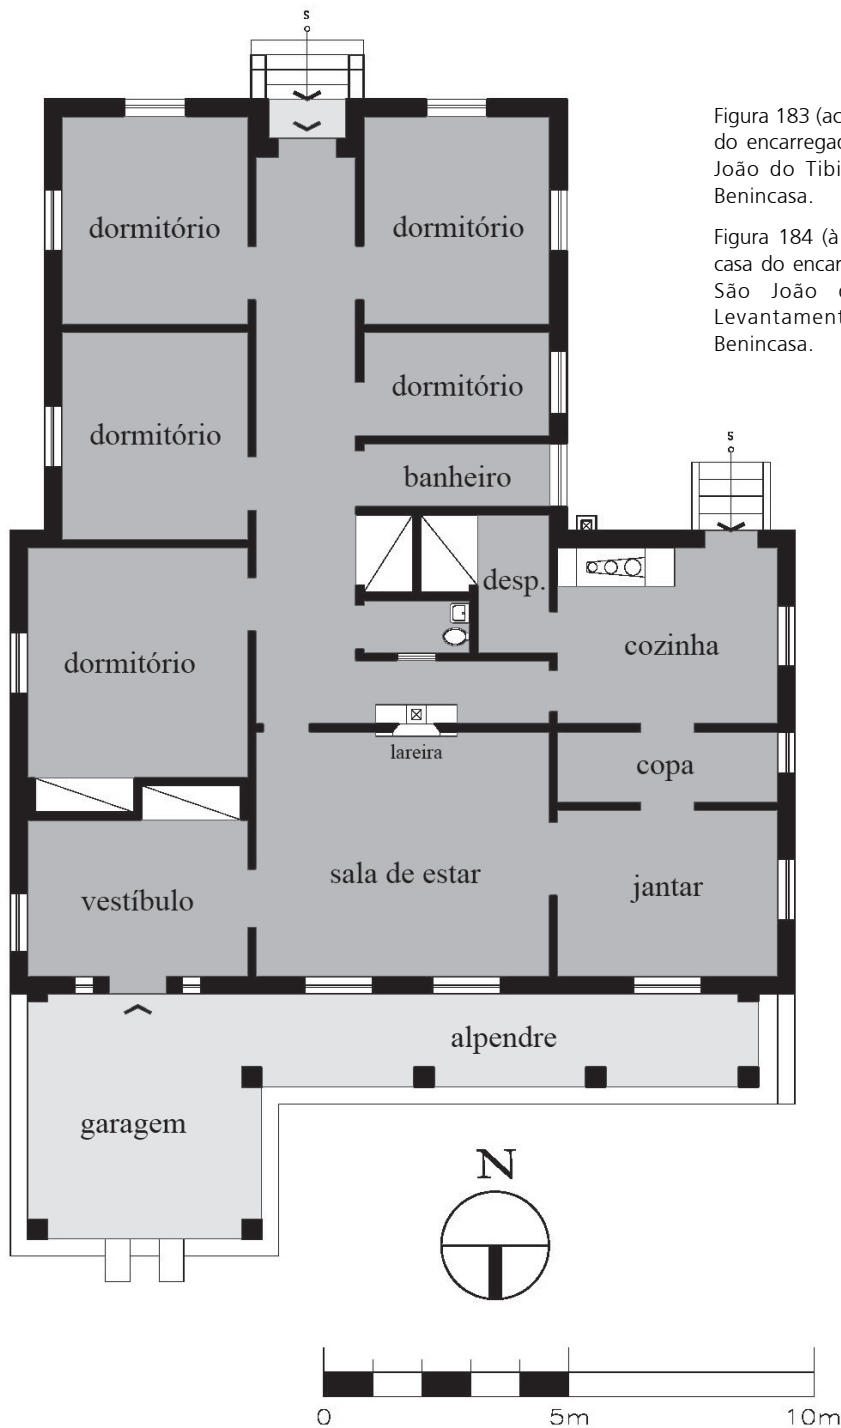 s
Figura 183 (ac
do encarregad
João do Tibi
Benincasa.
Figura 184 (à
casa do encar
São João
Levantament
Benincasa.
dormitório
dormitório
dormitório
dormitório
s
banheiro
desp.
dormitório
cozinha
lareira
copa
sala de estar
jantar
vestíbulo
alpendre
garagem
N
0 5m 10m